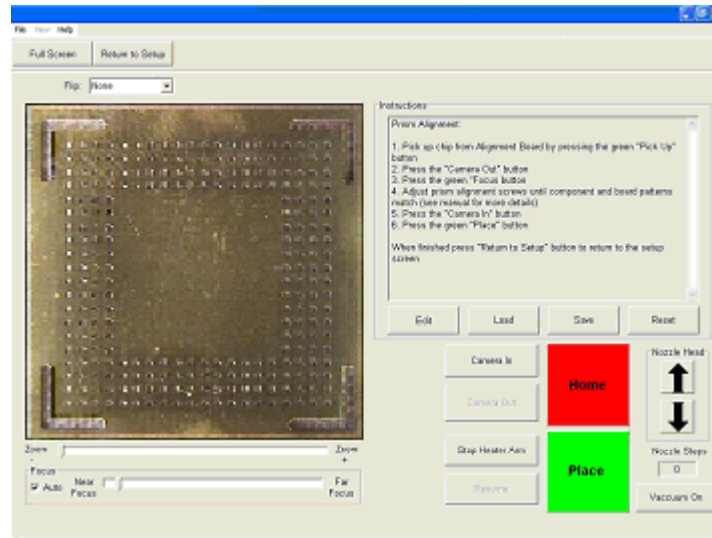 File View Help
Full Screen Return to Setup
Flip: None
Instructions
Prism Alignment:
1. Pick up chip from Alignment Board by pressing the green "Pick Up"
button
2. Press the "Camera Out" button
3. Press the green "Focus button
4. Adjust prism alignment screws until component and board patterns
match (see manual for more details)
5. Press the "Camera In" button
6. Press the green "Place" button
When finished press "Return to Setup" button to return to the setup
screen
Edit Load Save Reset
Camera In
Camera Out
Home
Nozzle Head
Zoom
-
Zoom
+
Focus
Auto
Near
Focus
Far
Focus
Stop Heater Arm
Resume
Place
Nozzle Steps
0
Vacuum On